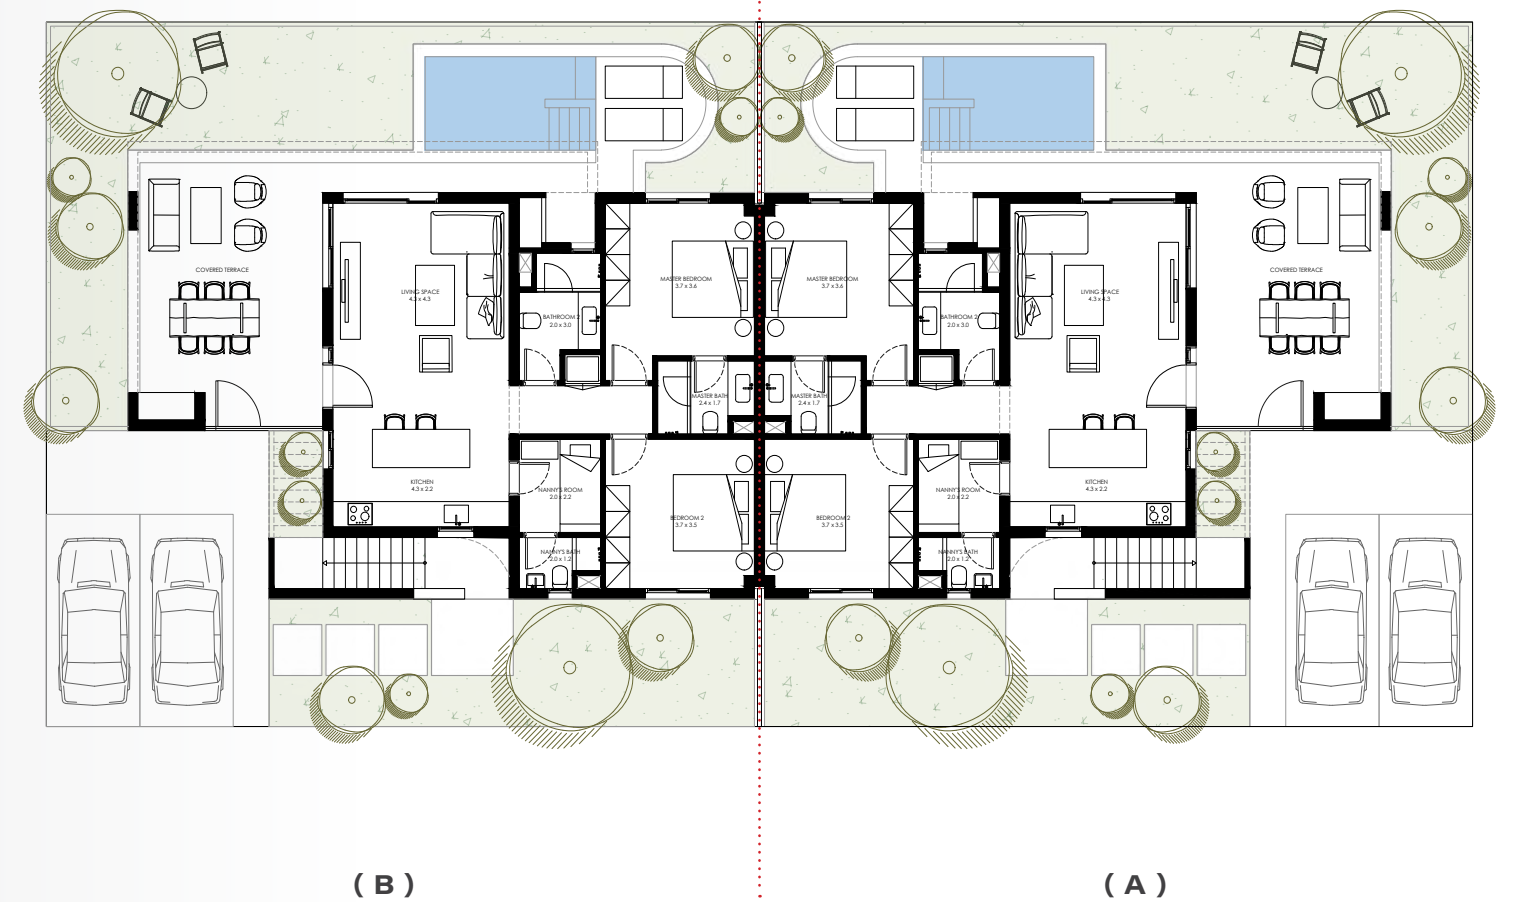 COVERED TERRACE
LIVING SPACE
4.3 x 4.3
MASTER BEDROOM
3.7 x 3.6
BATHROOM 2
2.0 x 3.0
MASTER BATH
2.4 x 1.7
KITCHEN
4.3 x 2.2
NANNY'S ROOM
2.0 x 2.2
BEDROOM 2
3.7 x 3.5
NANNY'S BATH
2.0 x 1.2
MASTER BEDROOM
3.7 x 3.6
BATHROOM 2
2.0 x 3.0
LIVING SPACE
4.3 x 4.3
COVERED TERRACE
MASTER BATH
2.4 x 1.7
BEDROOM 2
3.7 x 3.5
NANNY'S ROOM
2.0 x 2.2
KITCHEN
4.3 x 2.2
NANNY'S BATH
2.0 x 1.2
( B )
( A )